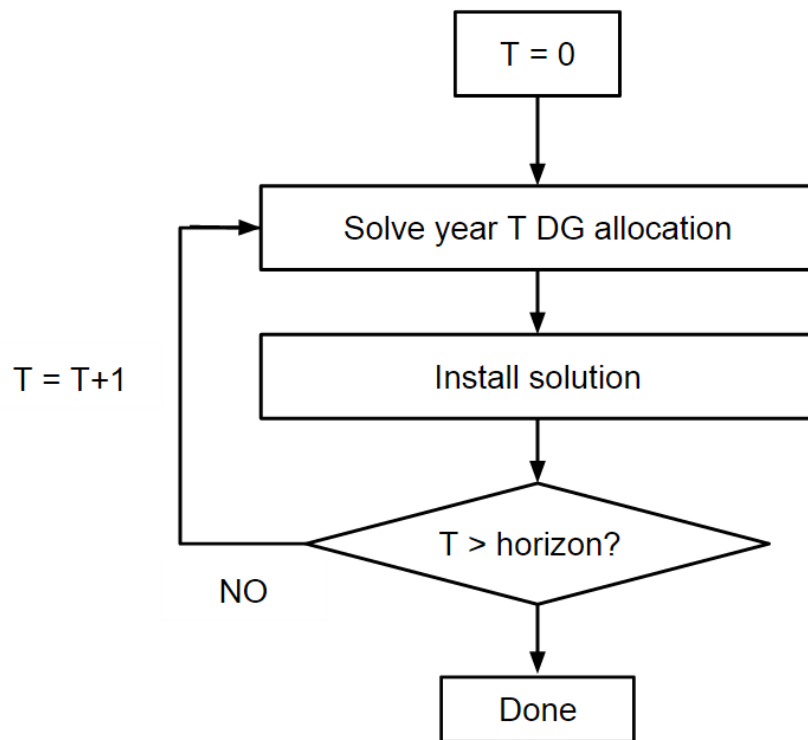 T = 0
Solve year T DG allocation
Install solution
T = T+1
T > horizon?
NO
Done